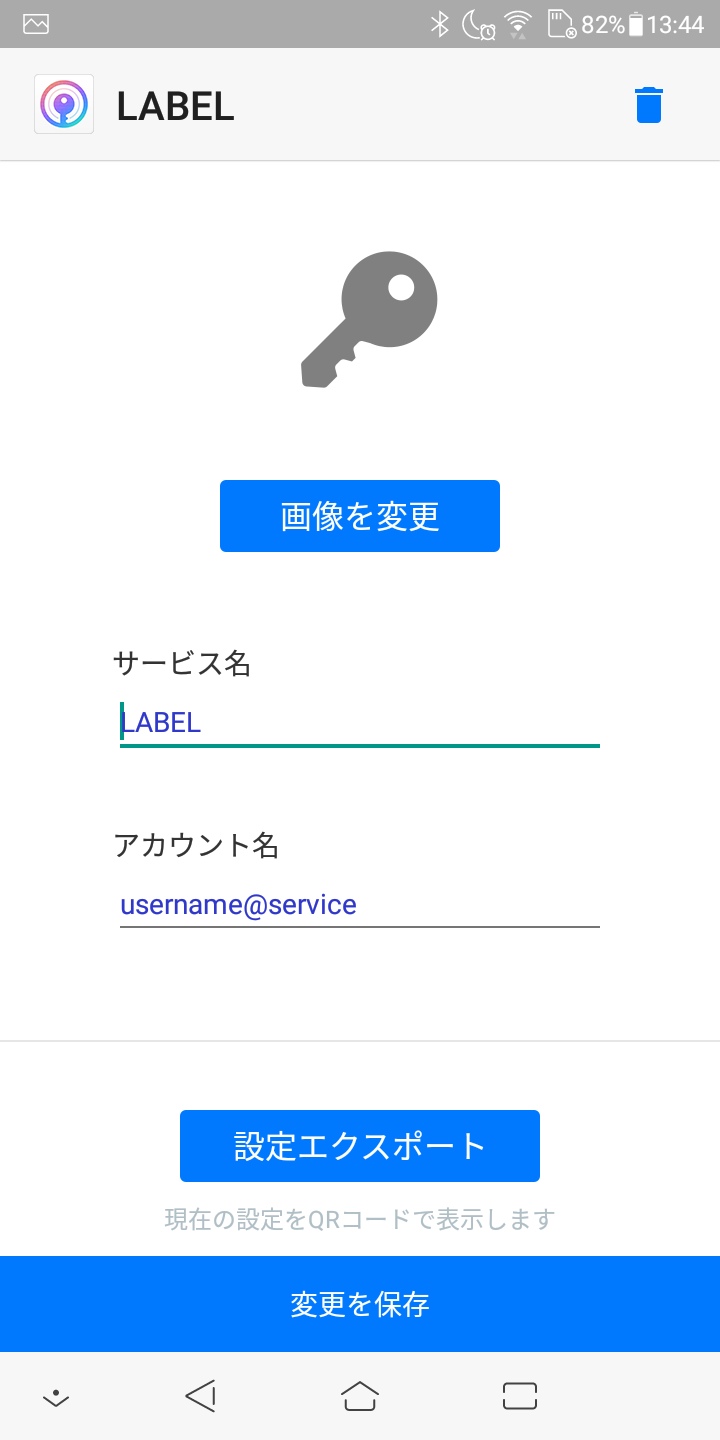 82% 13:44
LABEL
画像を変更
サービス名
LABEL
アカウント名
username@service
設定エクスポート
現在の設定をQRコードで表示します
変更を保存